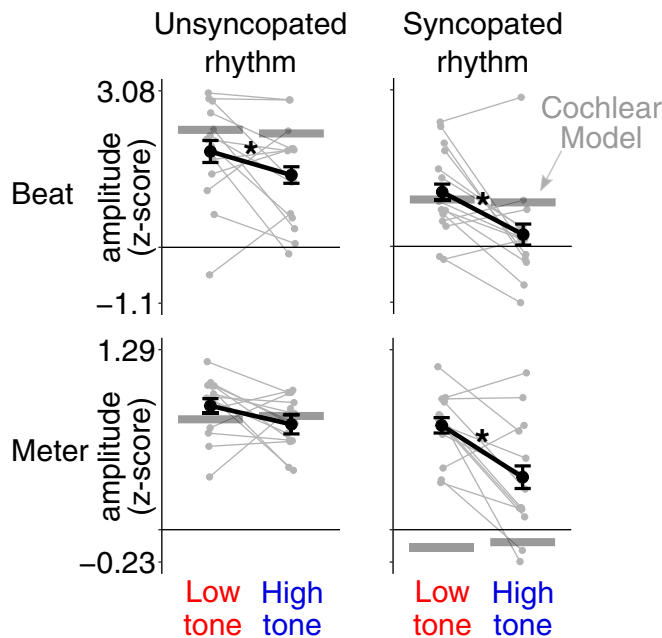 Unsyncopated
rhythm
Syncopated
rhythm
3.08
Cochlear
Model
*
*
Beat
amplitude
(z-score)
−1.1
1.29
Meter
amplitude
(z-score)
*
−0.23
Low
tone
High
tone
Low
tone
High
tone